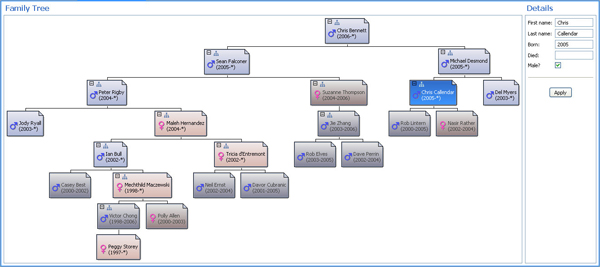 Family Tree
Details
Chris Bennett
(2006-*)
Sean Falconer
(2005-*)
Michael Desmond
(2005-*)
Peter Rigby
(2004-*)
Suzanne Thompson
(2004-2006)
Chris Callendar
(2005-*)
Del Myers
(2003-*)
Jody Ryall
(2003-*)
Maleh Hernandez
(2004-*)
Jie Zhang
(2003-2006)
Rob Lintern
(2000-2005)
Nasir Rather
(2002-2004)
Ian Bull
(2002-*)
Tricia d'Entremont
(2002-*)
Rob Elves
(2003-2005)
Dave Perrin
(2002-2004)
Casey Best
(2000-2002)
Mechthild Maczewski
(1998-*)
Neil Ernst
(2002-2004)
Davor Cubranic
(2001-2005)
Victor Chong
(1998-2006)
Polly Allen
(2000-2003)
Peggy Storey
(1997-*)
First name: Chris
Last name: Callendar
Born: 2005
Died:
Male?
Apply